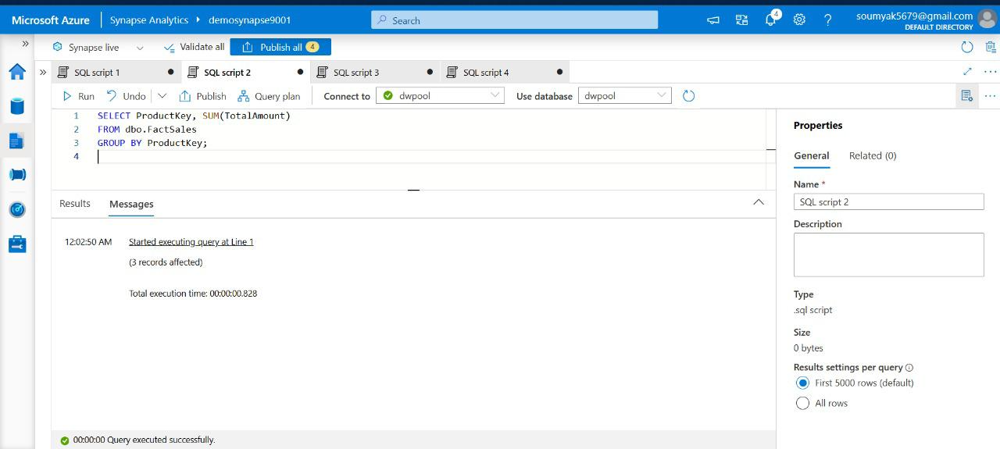 Microsoft Azure Synapse Analytics demosynapse9001 Search 4 soumyak5679@gmail.com
DEFAULT DIRECTORY
Synapse live Validate all Publish all 4
SQL script 1 SQL script 2 SQL script 3 SQL script 4
Run Undo Publish Query plan Connect to dwpool Use database dwpool
1 SELECT ProductKey, SUM(TotalAmount)
2 FROM dbo.FactSales
3 GROUP BY ProductKey;
4
Results Messages
12:02:50 AM Started executing query at Line 1
(3 records affected)
Total execution time: 00:00:00.828
00:00:00 Query executed successfully.
Properties
General Related (0)
Name *
SQL script 2
Description
Type
.sql script
Size
0 bytes
Results settings per query
First 5000 rows (default)
All rows